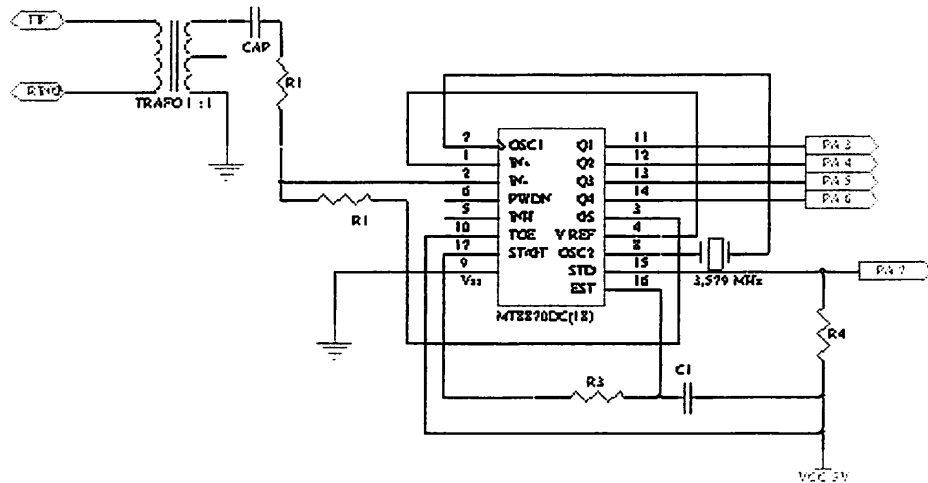 TIP
CAP
R1
RING
TRAFO 1 :1
7 OSC1 Q1 11 PA 3
1 IN+ Q2 12 PA 4
2 IN- Q3 13 PA 5
6 PWDN Q4 14 PA 6
5 INH GS 3
R1
10 TOE V REF 4
17 ST/GT OSC2 8
9 Vss STD 15 PA 7
3,579 MHz
EST 16
MT8870DC(18)
R4
R3
C1
VCC 5V